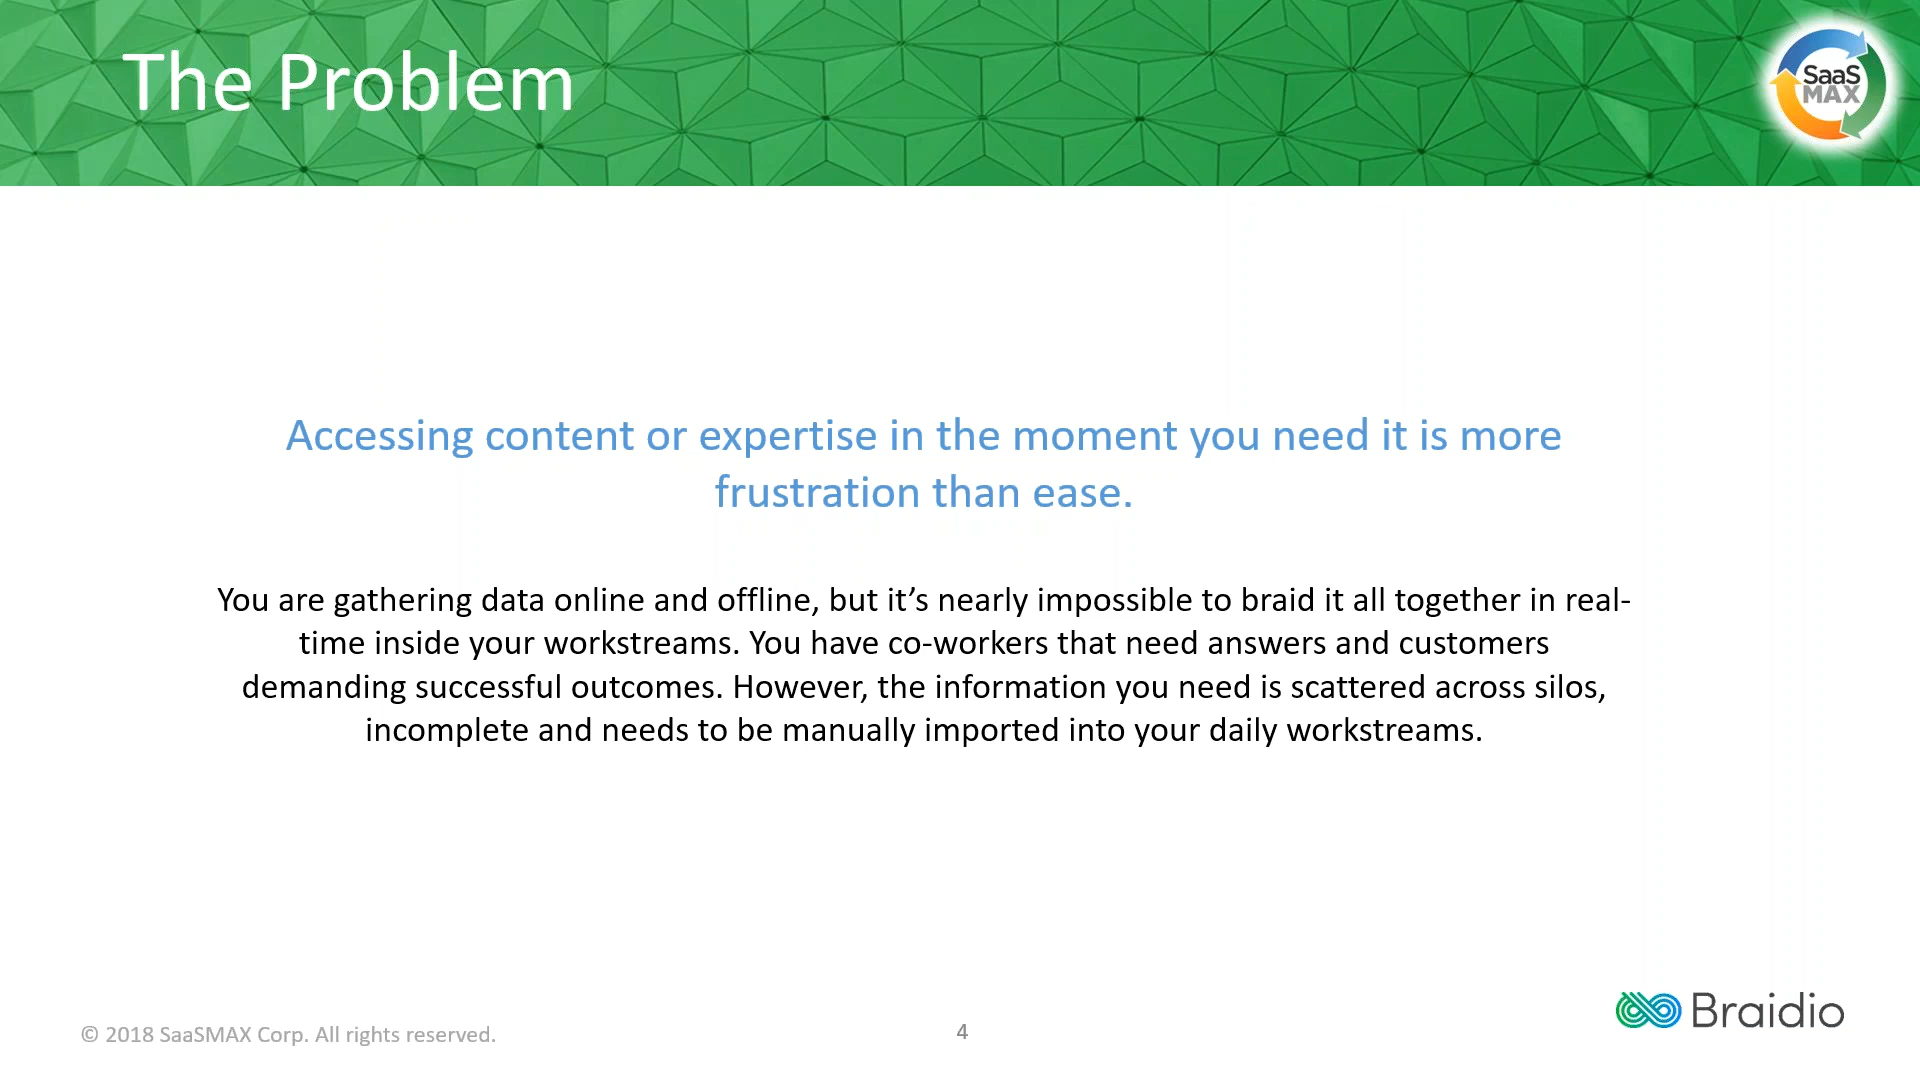 The Problem
SaaS
MAX
Accessing content or expertise in the moment you need it is more
frustration than ease.
You are gathering data online and offline, but it’s nearly impossible to braid it all together in real-
time inside your workstreams. You have co-workers that need answers and customers
demanding successful outcomes. However, the information you need is scattered across silos,
incomplete and needs to be manually imported into your daily workstreams.
© 2018 SaaSMAX Corp. All rights reserved.
4
Braidio